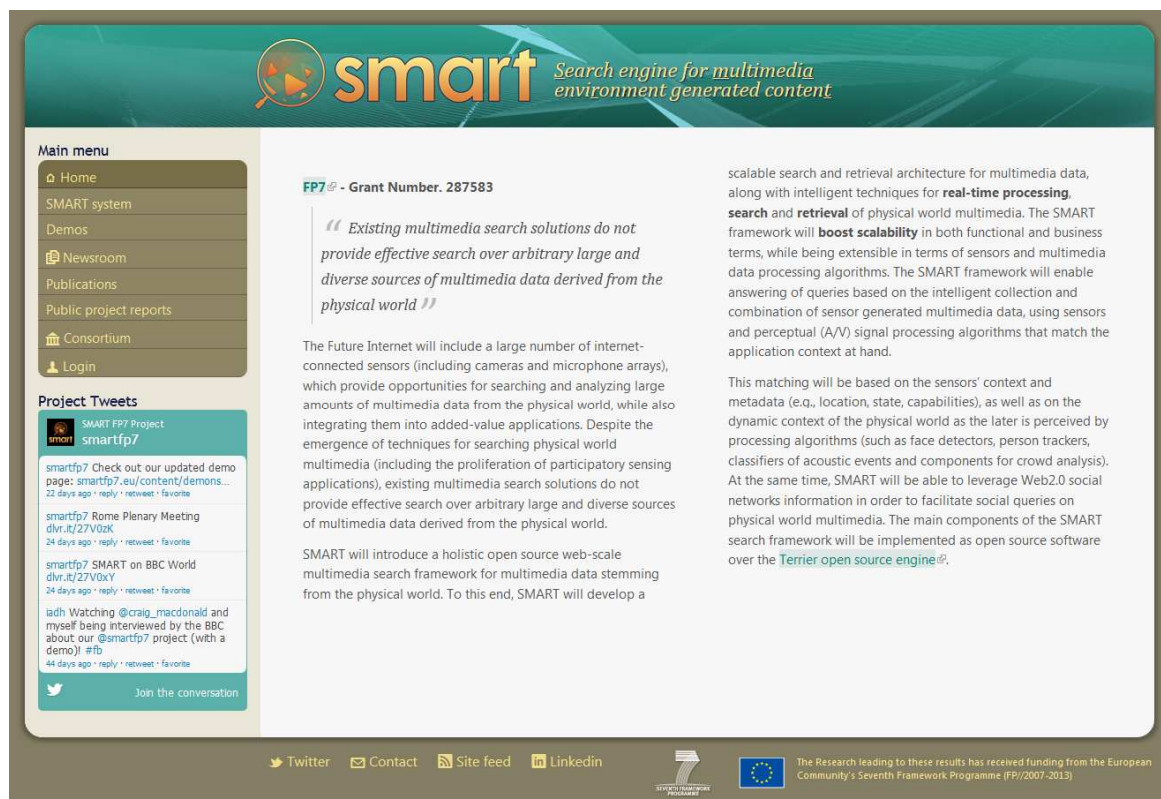 smart
Search engine for multimedia
environment generated content
Main menu
Home
SMART system
Demos
Newsroom
Publications
Public project reports
Consortium
Login
Project Tweets
SMART FP7 Project
smart
smartfp7
smartfp7 Check out our updated demo
page: smartfp7.eu/content/demons...
22 days ago · reply · retweet · favorite
smartfp7 Rome Plenary Meeting
dlvr.it/27V0zK
24 days ago · reply · retweet · favorite
smartfp7 SMART on BBC World
dlvr.it/27V0xY
24 days ago · reply · retweet · favorite
iadh Watching @craig_macdonald and
myself being interviewed by the BBC
about our @smartfp7 project (with a
demo)! #fb
44 days ago · reply · retweet · favorite
Join the conversation
FP7 - Grant Number. 287583
“ Existing multimedia search solutions do not
provide effective search over arbitrary large and
diverse sources of multimedia data derived from the
physical world ”
The Future Internet will include a large number of internet-
connected sensors (including cameras and microphone arrays),
which provide opportunities for searching and analyzing large
amounts of multimedia data from the physical world, while also
integrating them into added-value applications. Despite the
emergence of techniques for searching physical world
multimedia (including the proliferation of participatory sensing
applications), existing multimedia search solutions do not
provide effective search over arbitrary large and diverse sources
of multimedia data derived from the physical world.
SMART will introduce a holistic open source web-scale
multimedia search framework for multimedia data stemming
from the physical world. To this end, SMART will develop a
scalable search and retrieval architecture for multimedia data,
along with intelligent techniques for real-time processing,
search and retrieval of physical world multimedia. The SMART
framework will boost scalability in both functional and business
terms, while being extensible in terms of sensors and multimedia
data processing algorithms. The SMART framework will enable
answering of queries based on the intelligent collection and
combination of sensor generated multimedia data, using sensors
and perceptual (A/V) signal processing algorithms that match the
application context at hand.
This matching will be based on the sensors’ context and
metadata (e.g., location, state, capabilities), as well as on the
dynamic context of the physical world as the later is perceived by
processing algorithms (such as face detectors, person trackers,
classifiers of acoustic events and components for crowd analysis).
At the same time, SMART will be able to leverage Web2.0 social
networks information in order to facilitate social queries on
physical world multimedia. The main components of the SMART
search framework will be implemented as open source software
over the Terrier open source engine.
Twitter
Contact
Site feed
in Linkedin
SEVENTH FRAMEWORK
PROGRAMME
The Research leading to these results has received funding from the European
Community's Seventh Framework Programme (FP//2007-2013)